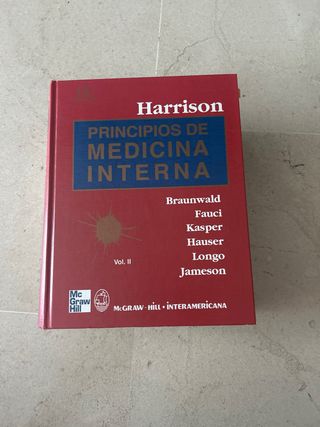 Harrison
PRINCIPIOS DE
MEDICINA
INTERNA
Braunwald
Fauci
Kasper
Hauser
Longo
Jameson
Vol. II
Mc
Graw
Hill
McGRAW-HILL • INTERAMERICANA